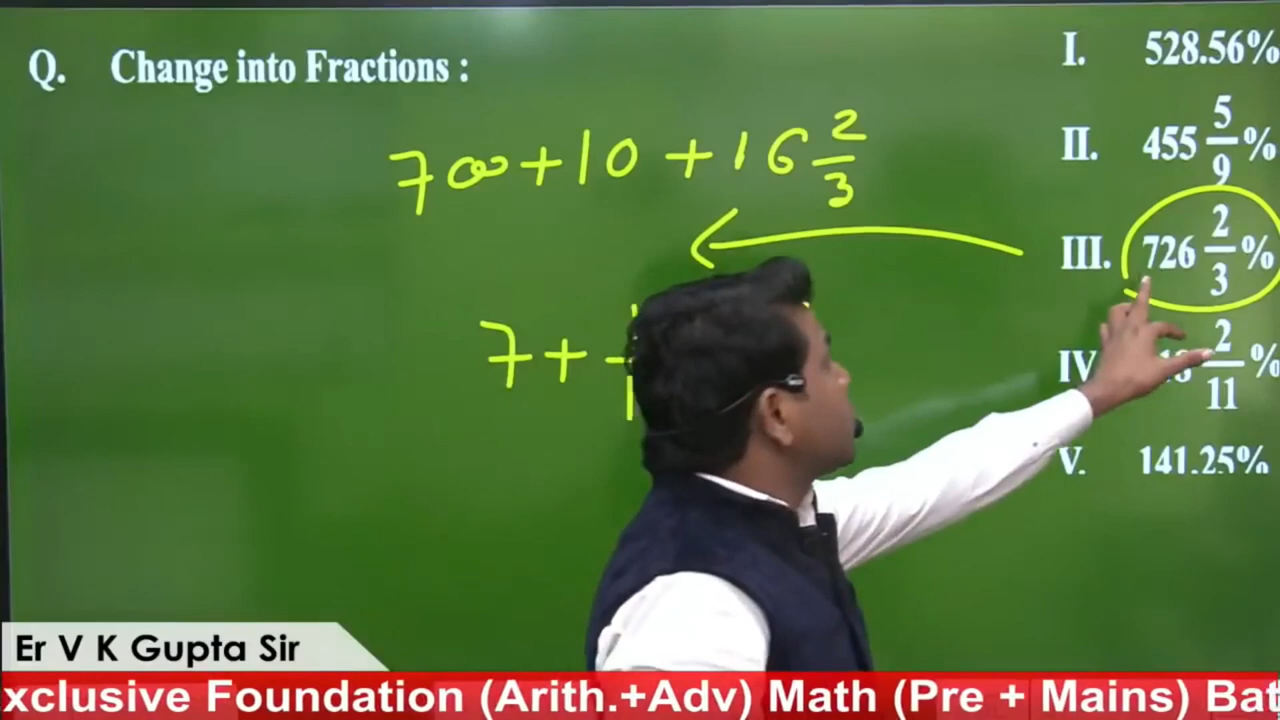 Q. Change into Fractions :
I. 528.56%
II. 455 5/9 %
III. 726 2/3 %
IV 2/11 %
V. 141.25%
700 + 10 + 16 2/3
7 +
Er V K Gupta Sir
xclusive Foundation (Arith.+Adv) Math (Pre + Mains) Bat